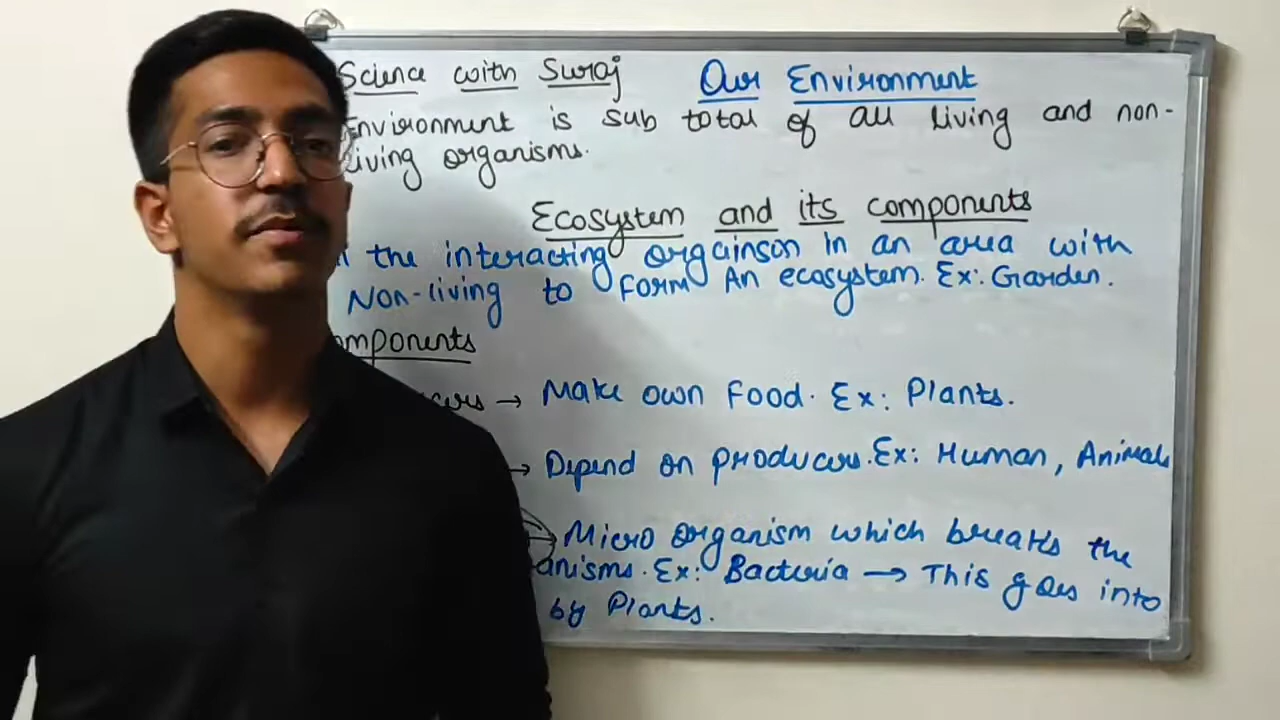 Science with Suraj Our Environment
Environment is sub total of all living and non-
living organisms.
Ecosystem and its components
the interacting orgainson in an area with
Non-living to form An ecosystem. Ex: Garden.
omponents
→ Make own Food. Ex: Plants.
→ Depend on producers. Ex: Human, Animals
Micro organism which breaks the
anisms. Ex: Bacteria → This goes into
by Plants.